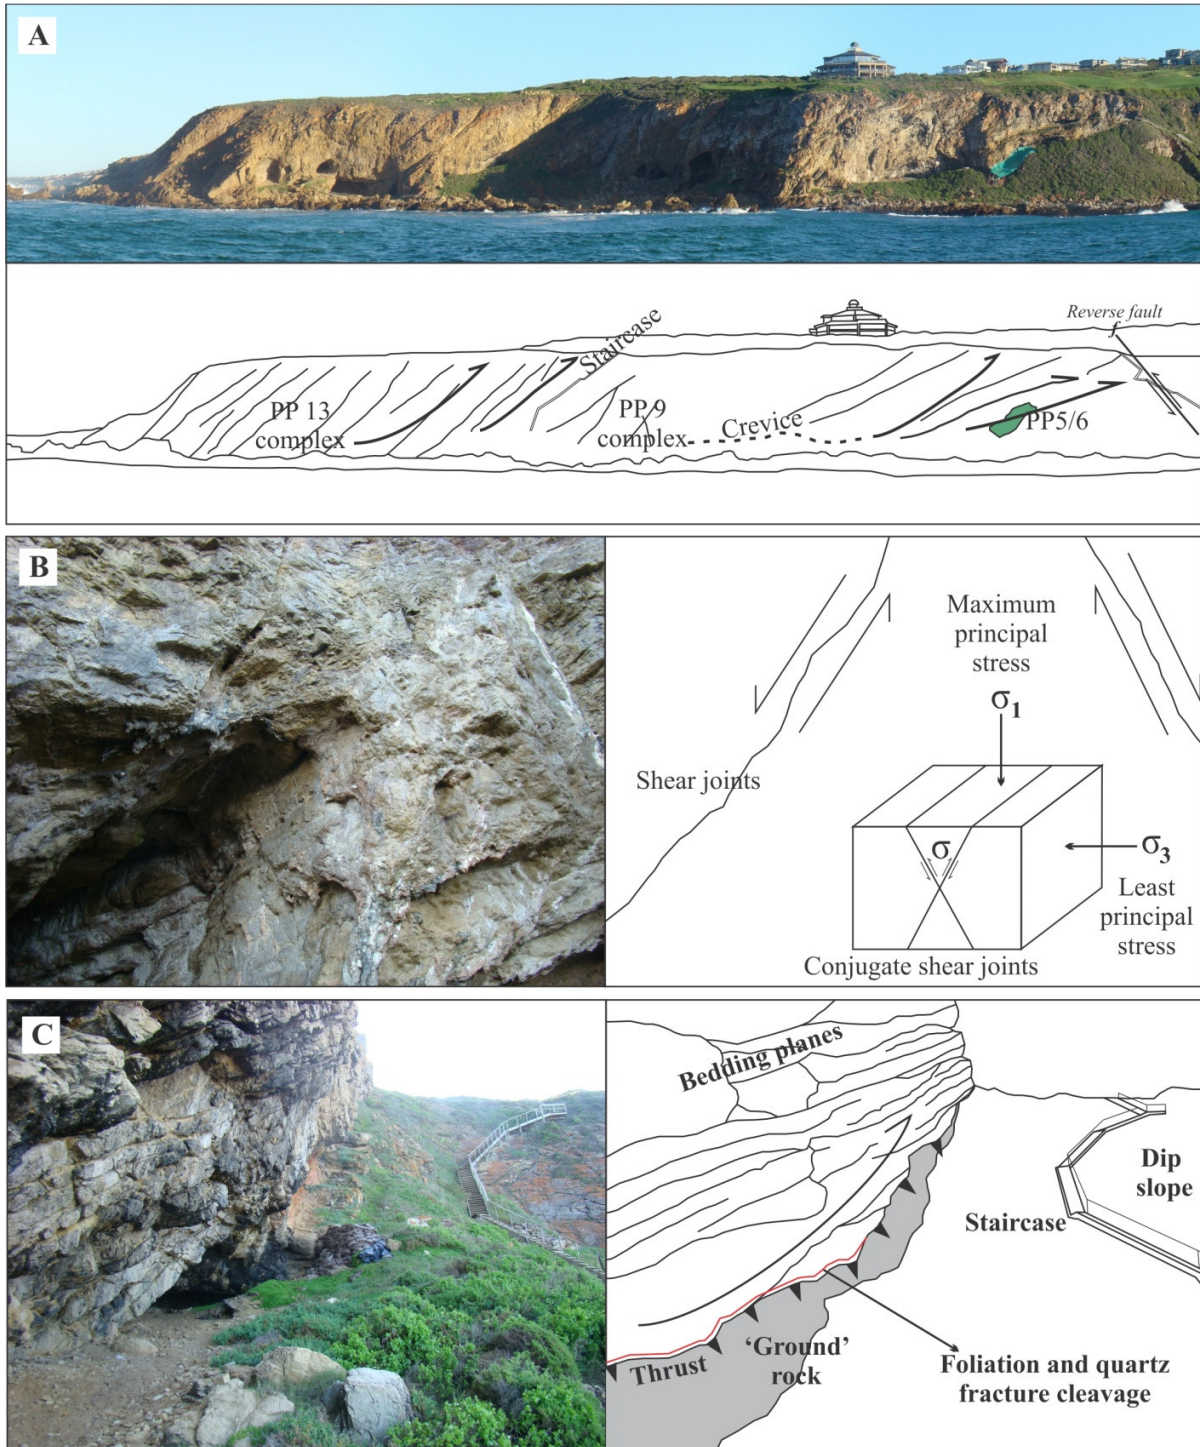 A
Reverse fault
f
Staircase
PP 13
complex
PP 9
complex
Crevice
PP5/6
B
Maximum
principal
stress
σ1
Shear joints
σ
σ3
Least
principal
stress
Conjugate shear joints
C
Bedding planes
Dip
slope
Staircase
Thrust
‘Ground’
rock
Foliation and quartz
fracture cleavage